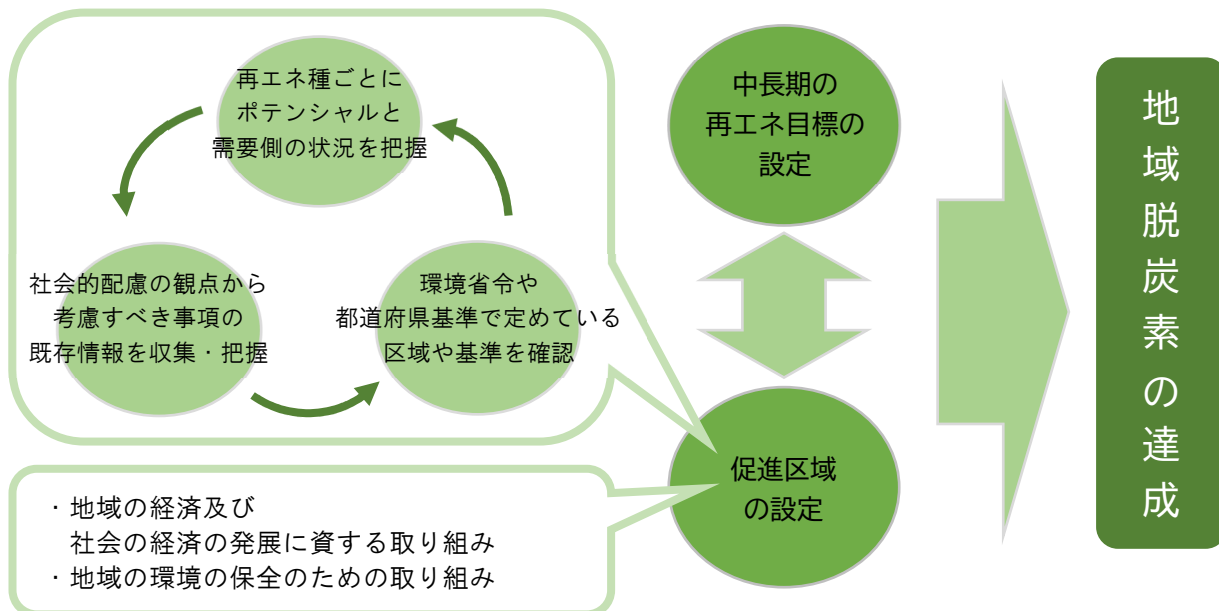 再エネ種ごとに
ポテンシャルと
需要側の状況を把握
社会的配慮の観点から
考慮すべき事項の
既存情報を収集・把握
環境省令や
都道府県基準で定めている
区域や基準を確認
・地域の経済及び
社会の経済の発展に資する取り組み
・地域の環境の保全のための取り組み
中長期の
再エネ目標の
設定
促進区域
の設定
地域脱炭素の達成